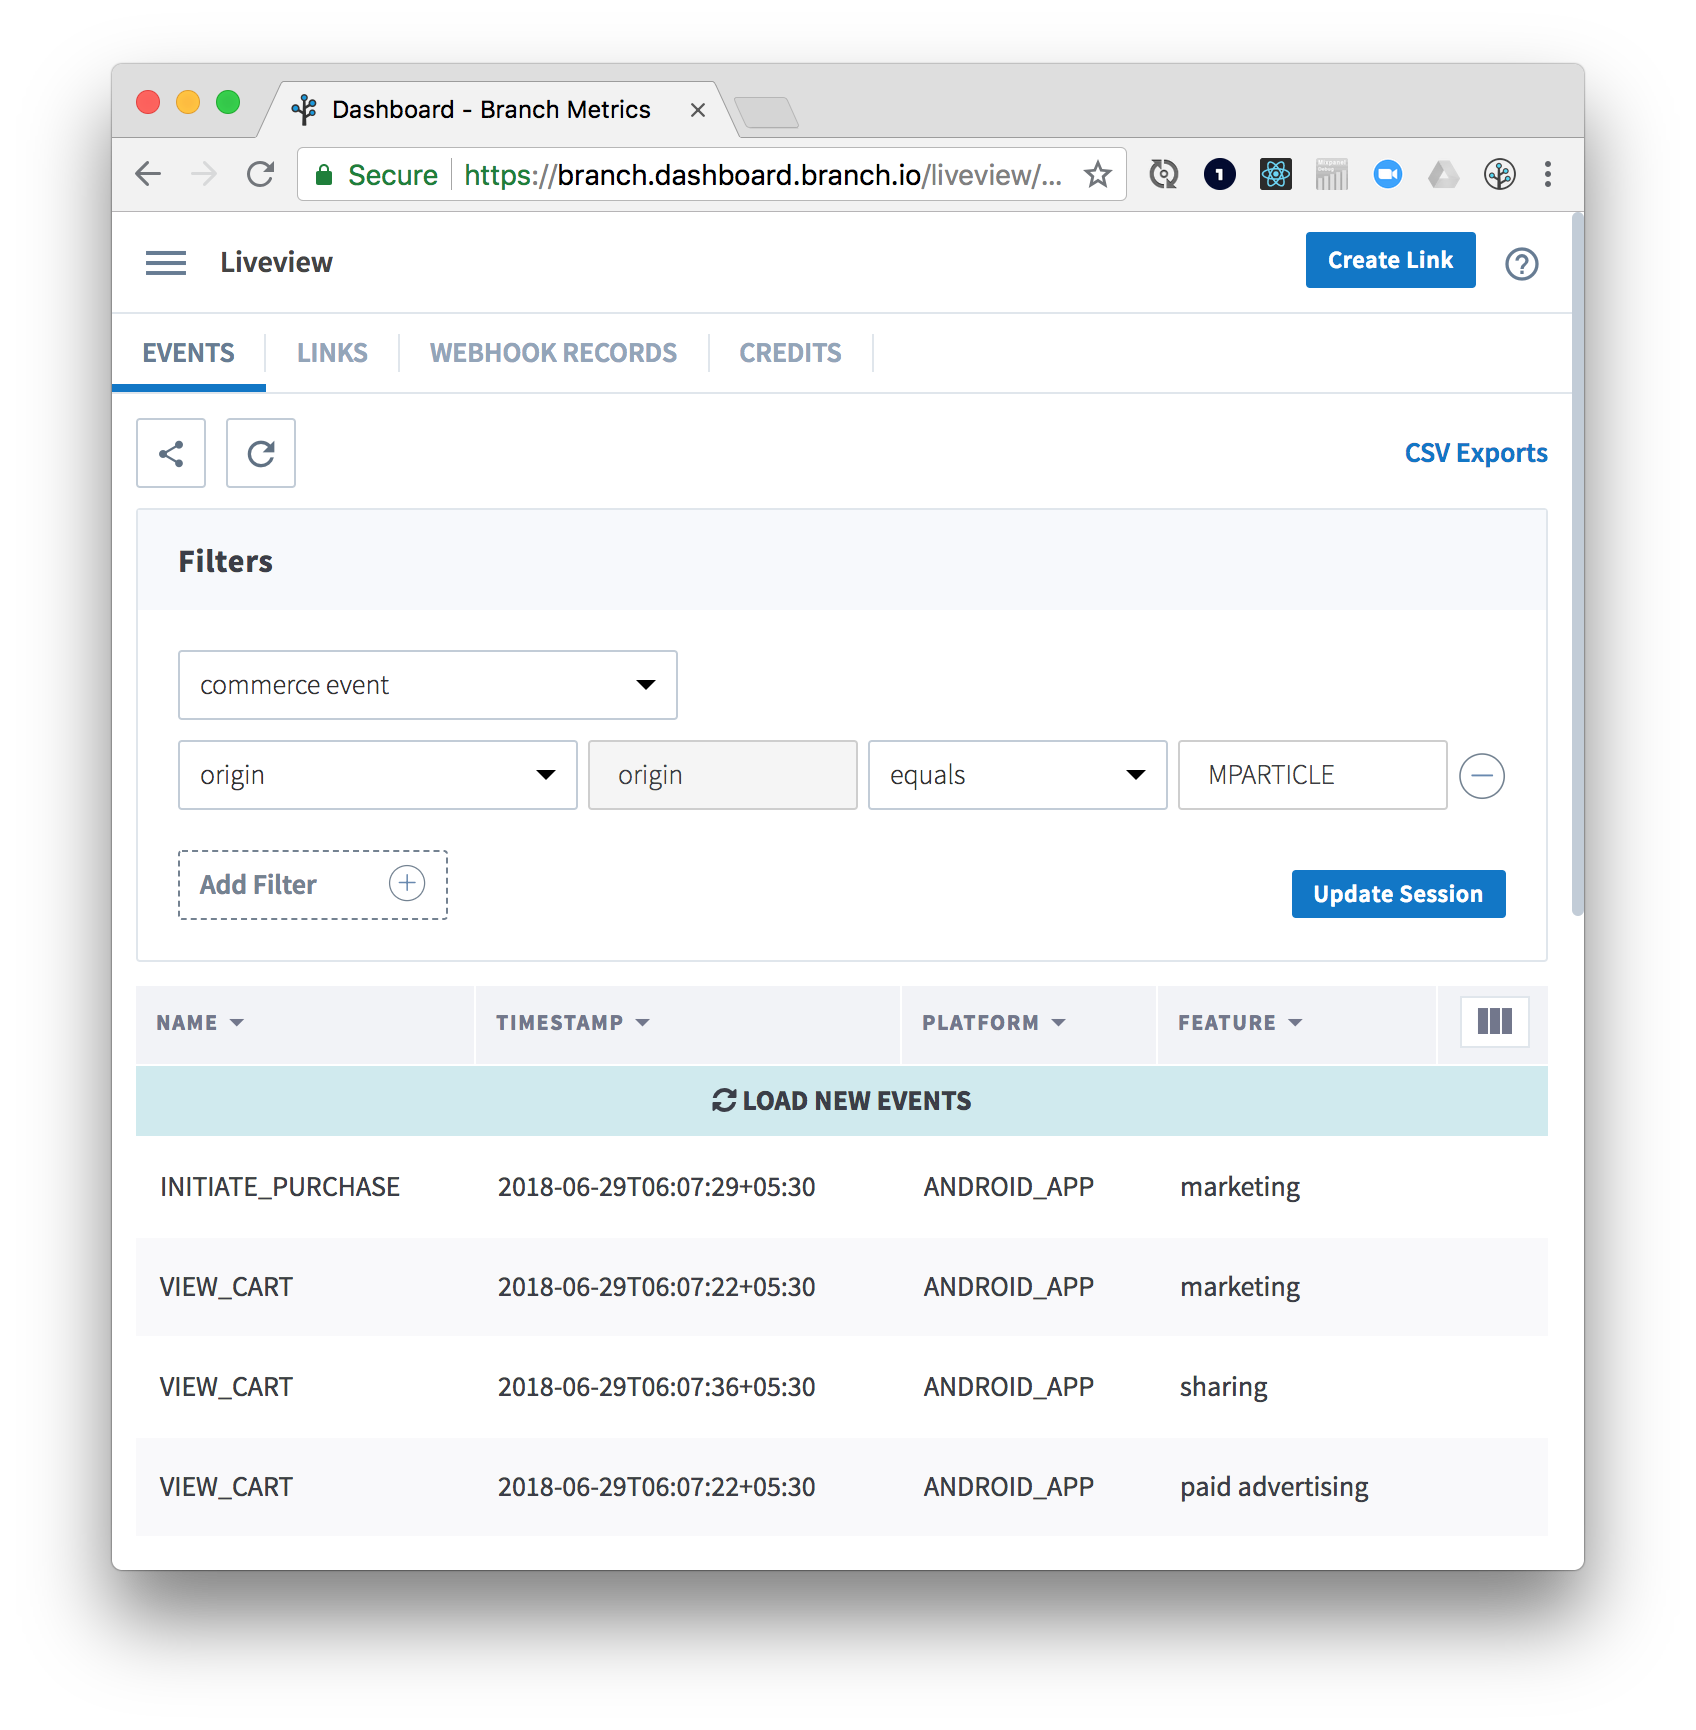 Dashboard - Branch Metrics
Secure https://branch.dashboard.branch.io/liveview/...
Liveview
Create Link
EVENTS LINKS WEBHOOK RECORDS CREDITS
CSV Exports
Filters
commerce event
origin origin equals MPARTICLE
Add Filter
Update Session
NAME TIMESTAMP PLATFORM FEATURE
LOAD NEW EVENTS
INITIATE_PURCHASE 2018-06-29T06:07:29+05:30 ANDROID_APP marketing
VIEW_CART 2018-06-29T06:07:22+05:30 ANDROID_APP marketing
VIEW_CART 2018-06-29T06:07:36+05:30 ANDROID_APP sharing
VIEW_CART 2018-06-29T06:07:22+05:30 ANDROID_APP paid advertising